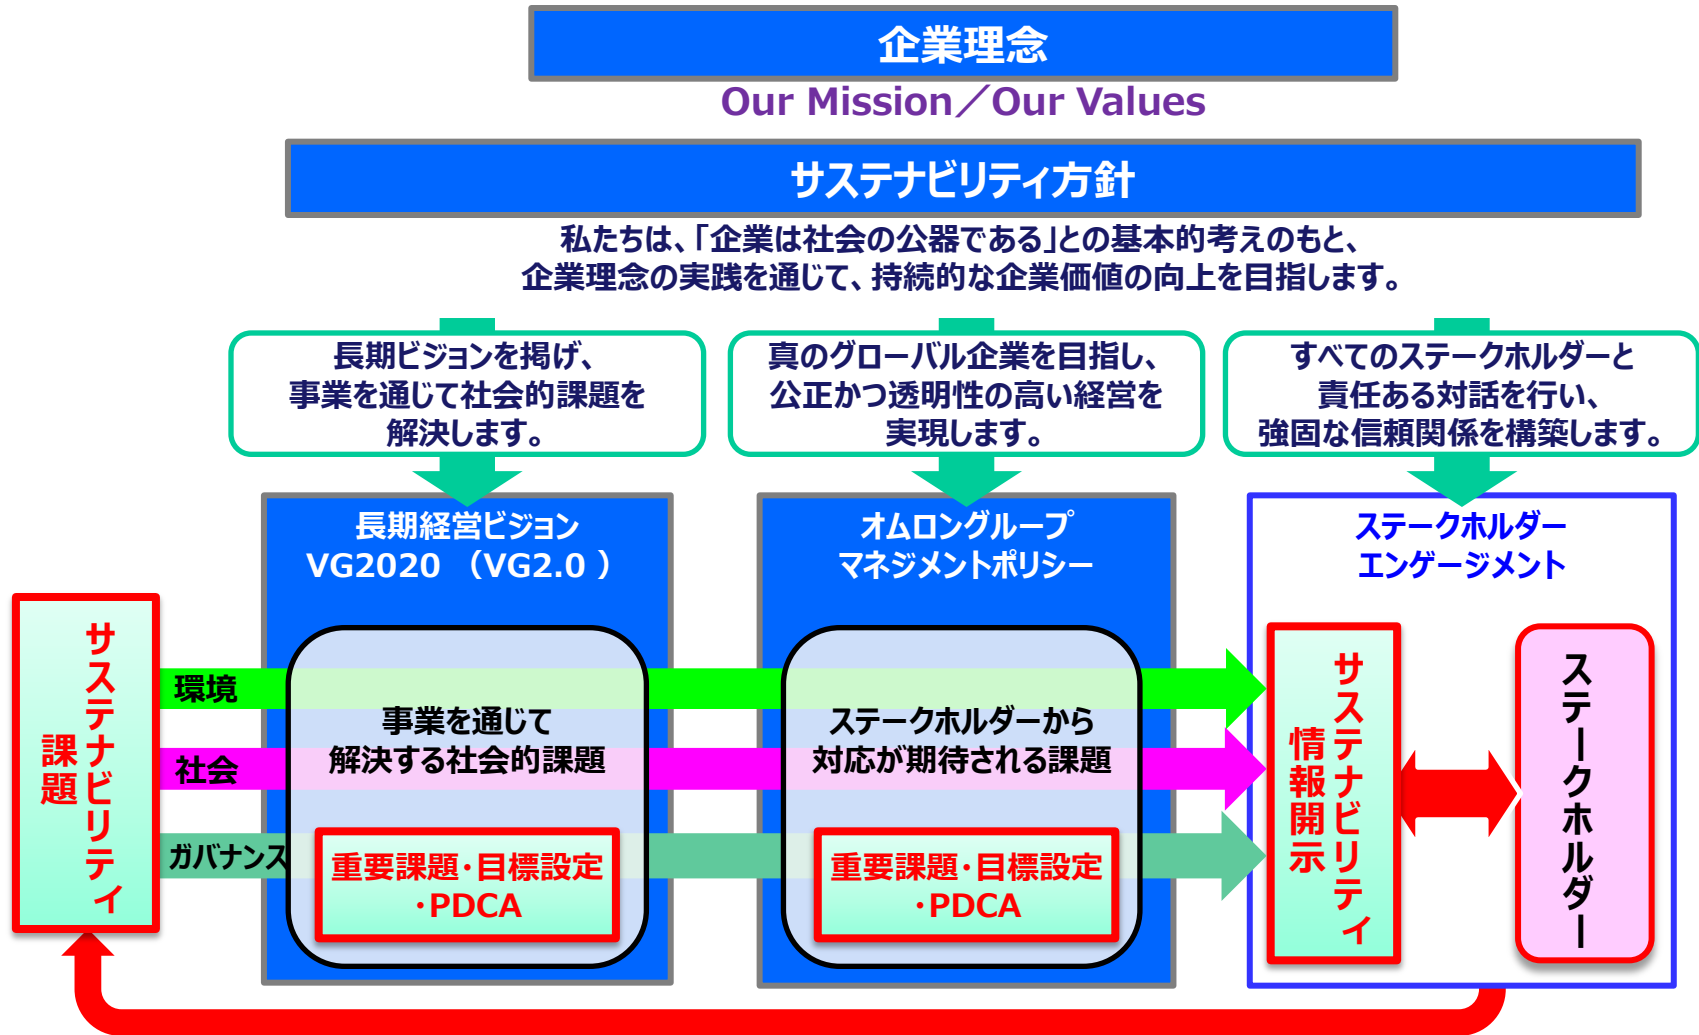 企業理念
Our Mission／Our Values
サステナビリティ方針
私たちは、「企業は社会の公器である」との基本的考えのもと、
企業理念の実践を通じて、持続的な企業価値の向上を目指します。
長期ビジョンを掲げ、
事業を通じて社会的課題を
解決します。
真のグローバル企業を目指し、
公正かつ透明性の高い経営を
実現します。
すべてのステークホルダーと
責任ある対話を行い、
強固な信頼関係を構築します。
長期経営ビジョン
VG2020 （VG2.0 ）
オムロングループ
マネジメントポリシー
ステークホルダー
エンゲージメント
サステナビリティ
課題
環境
社会
ガバナンス
事業を通じて
解決する社会的課題
重要課題・目標設定
・PDCA
ステークホルダーから
対応が期待される課題
重要課題・目標設定
・PDCA
サステナビリティ
情報開示
ステークホルダー